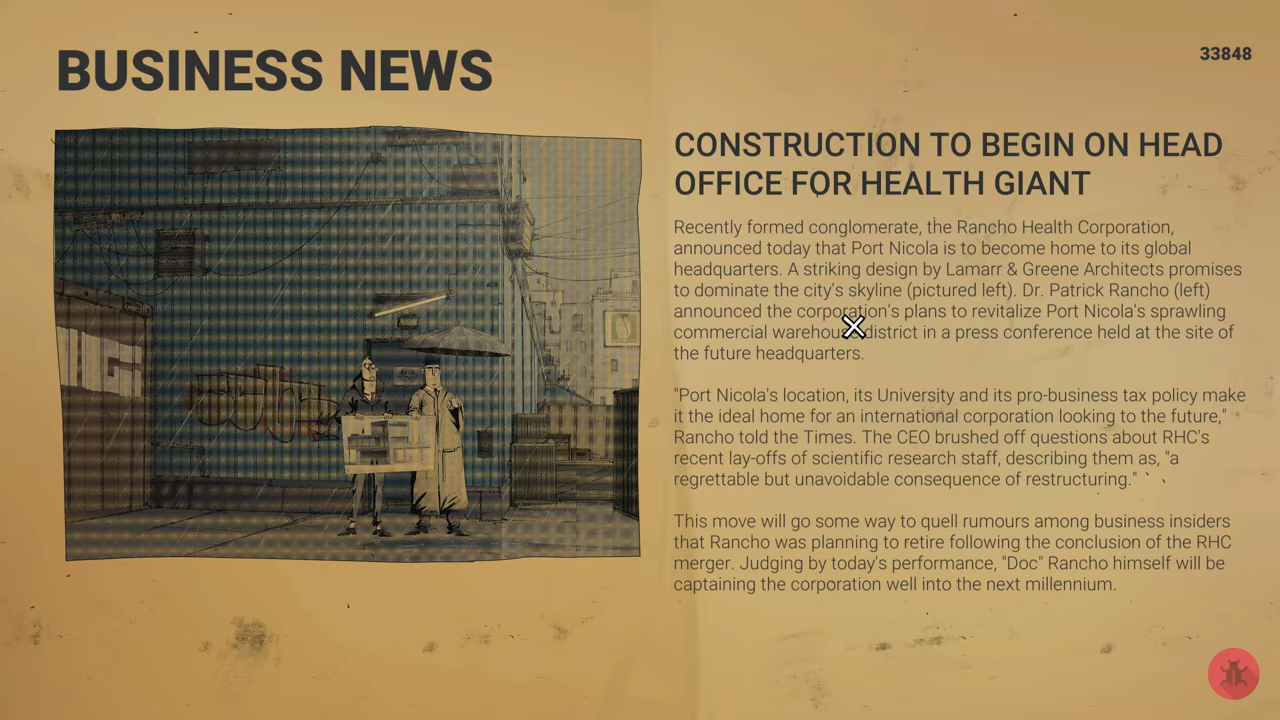 BUSINESS NEWS
33848
CONSTRUCTION TO BEGIN ON HEAD
OFFICE FOR HEALTH GIANT
Recently formed conglomerate, the Rancho Health Corporation,
announced today that Port Nicola is to become home to its global
headquarters. A striking design by Lamarr & Greene Architects promises
to dominate the city's skyline (pictured left). Dr. Patrick Rancho (left)
announced the corporation's plans to revitalize Port Nicola's sprawling
commercial warehouse district in a press conference held at the site of
the future headquarters.
"Port Nicola's location, its University and its pro-business tax policy make
it the ideal home for an international corporation looking to the future,"
Rancho told the Times. The CEO brushed off questions about RHC's
recent lay-offs of scientific research staff, describing them as, "a
regrettable but unavoidable consequence of restructuring."
This move will go some way to quell rumours among business insiders
that Rancho was planning to retire following the conclusion of the RHC
merger. Judging by today's performance, "Doc" Rancho himself will be
captaining the corporation well into the next millennium.